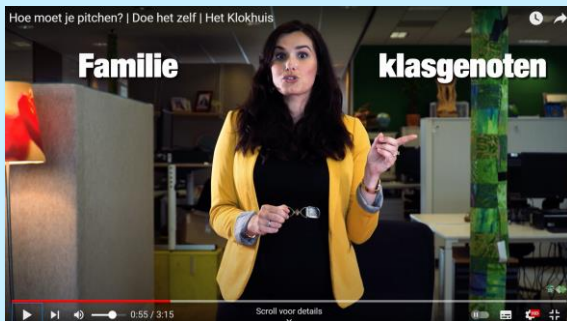 Hoe moet je pitchen? | Doe het zelf | Het Klokhuis
Familie
klasgenoten
0:55 / 3:15
Scroll voor details